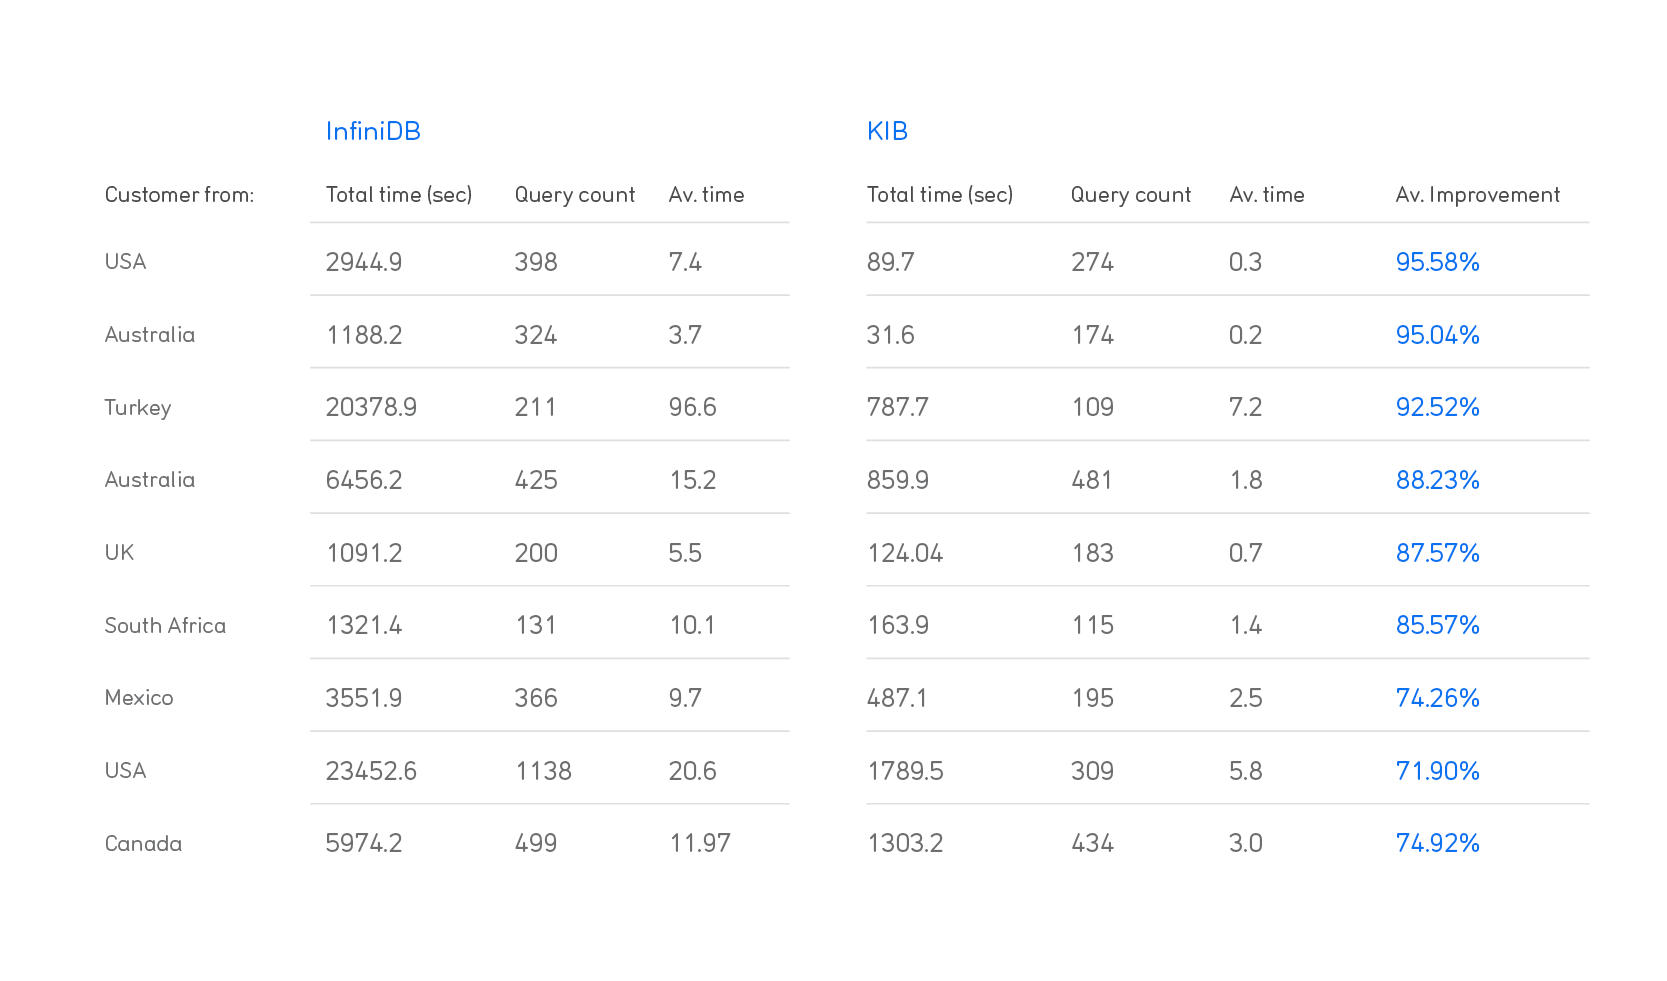 InfiniDB KIB
Customer from: Total time (sec) Query count Av. time Total time (sec) Query count Av. time Av. Improvement
USA 2944.9 398 7.4 89.7 274 0.3 95.58%
Australia 1188.2 324 3.7 31.6 174 0.2 95.04%
Turkey 20378.9 211 96.6 787.7 109 7.2 92.52%
Australia 6456.2 425 15.2 859.9 481 1.8 88.23%
UK 1091.2 200 5.5 124.04 183 0.7 87.57%
South Africa 1321.4 131 10.1 163.9 115 1.4 85.57%
Mexico 3551.9 366 9.7 487.1 195 2.5 74.26%
USA 23452.6 1138 20.6 1789.5 309 5.8 71.90%
Canada 5974.2 499 11.97 1303.2 434 3.0 74.92%